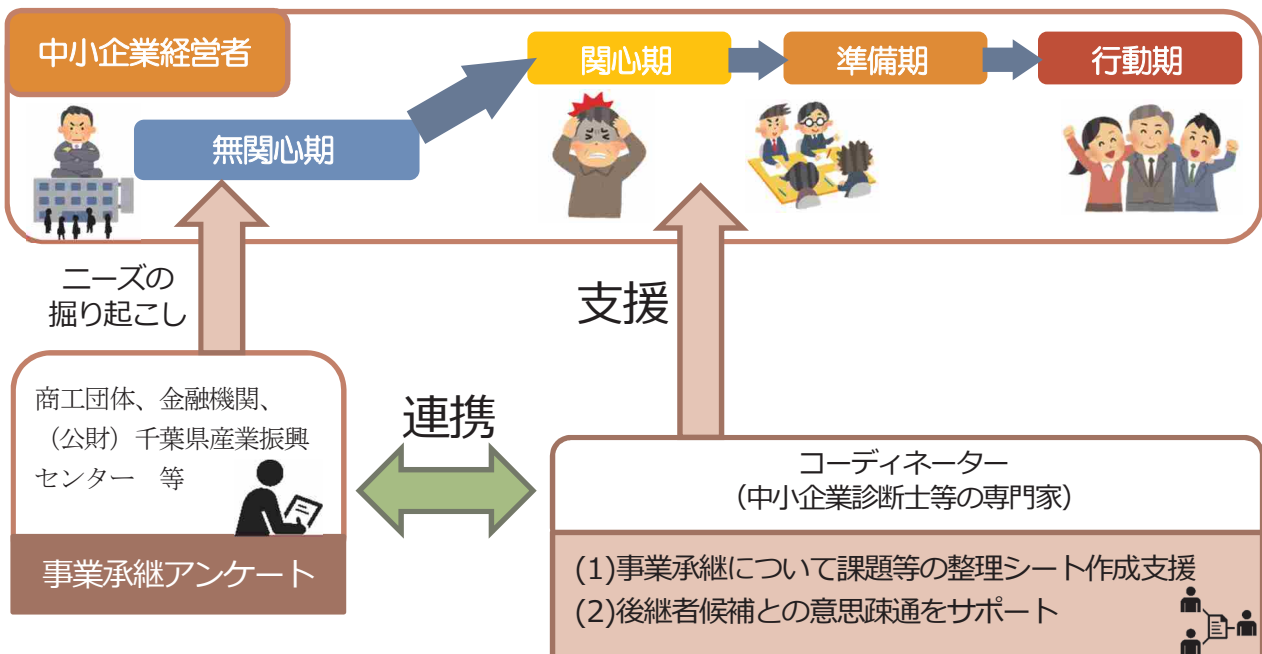 中小企業経営者
無関心期
関心期
準備期
行動期
ニーズの
掘り起こし
支援
商工団体、金融機関、
（公財）千葉県産業振興
センター　等
事業承継アンケート
連携
コーディネーター
（中小企業診断士等の専門家）
(1)事業承継について課題等の整理シート作成支援
(2)後継者候補との意思疎通をサポート